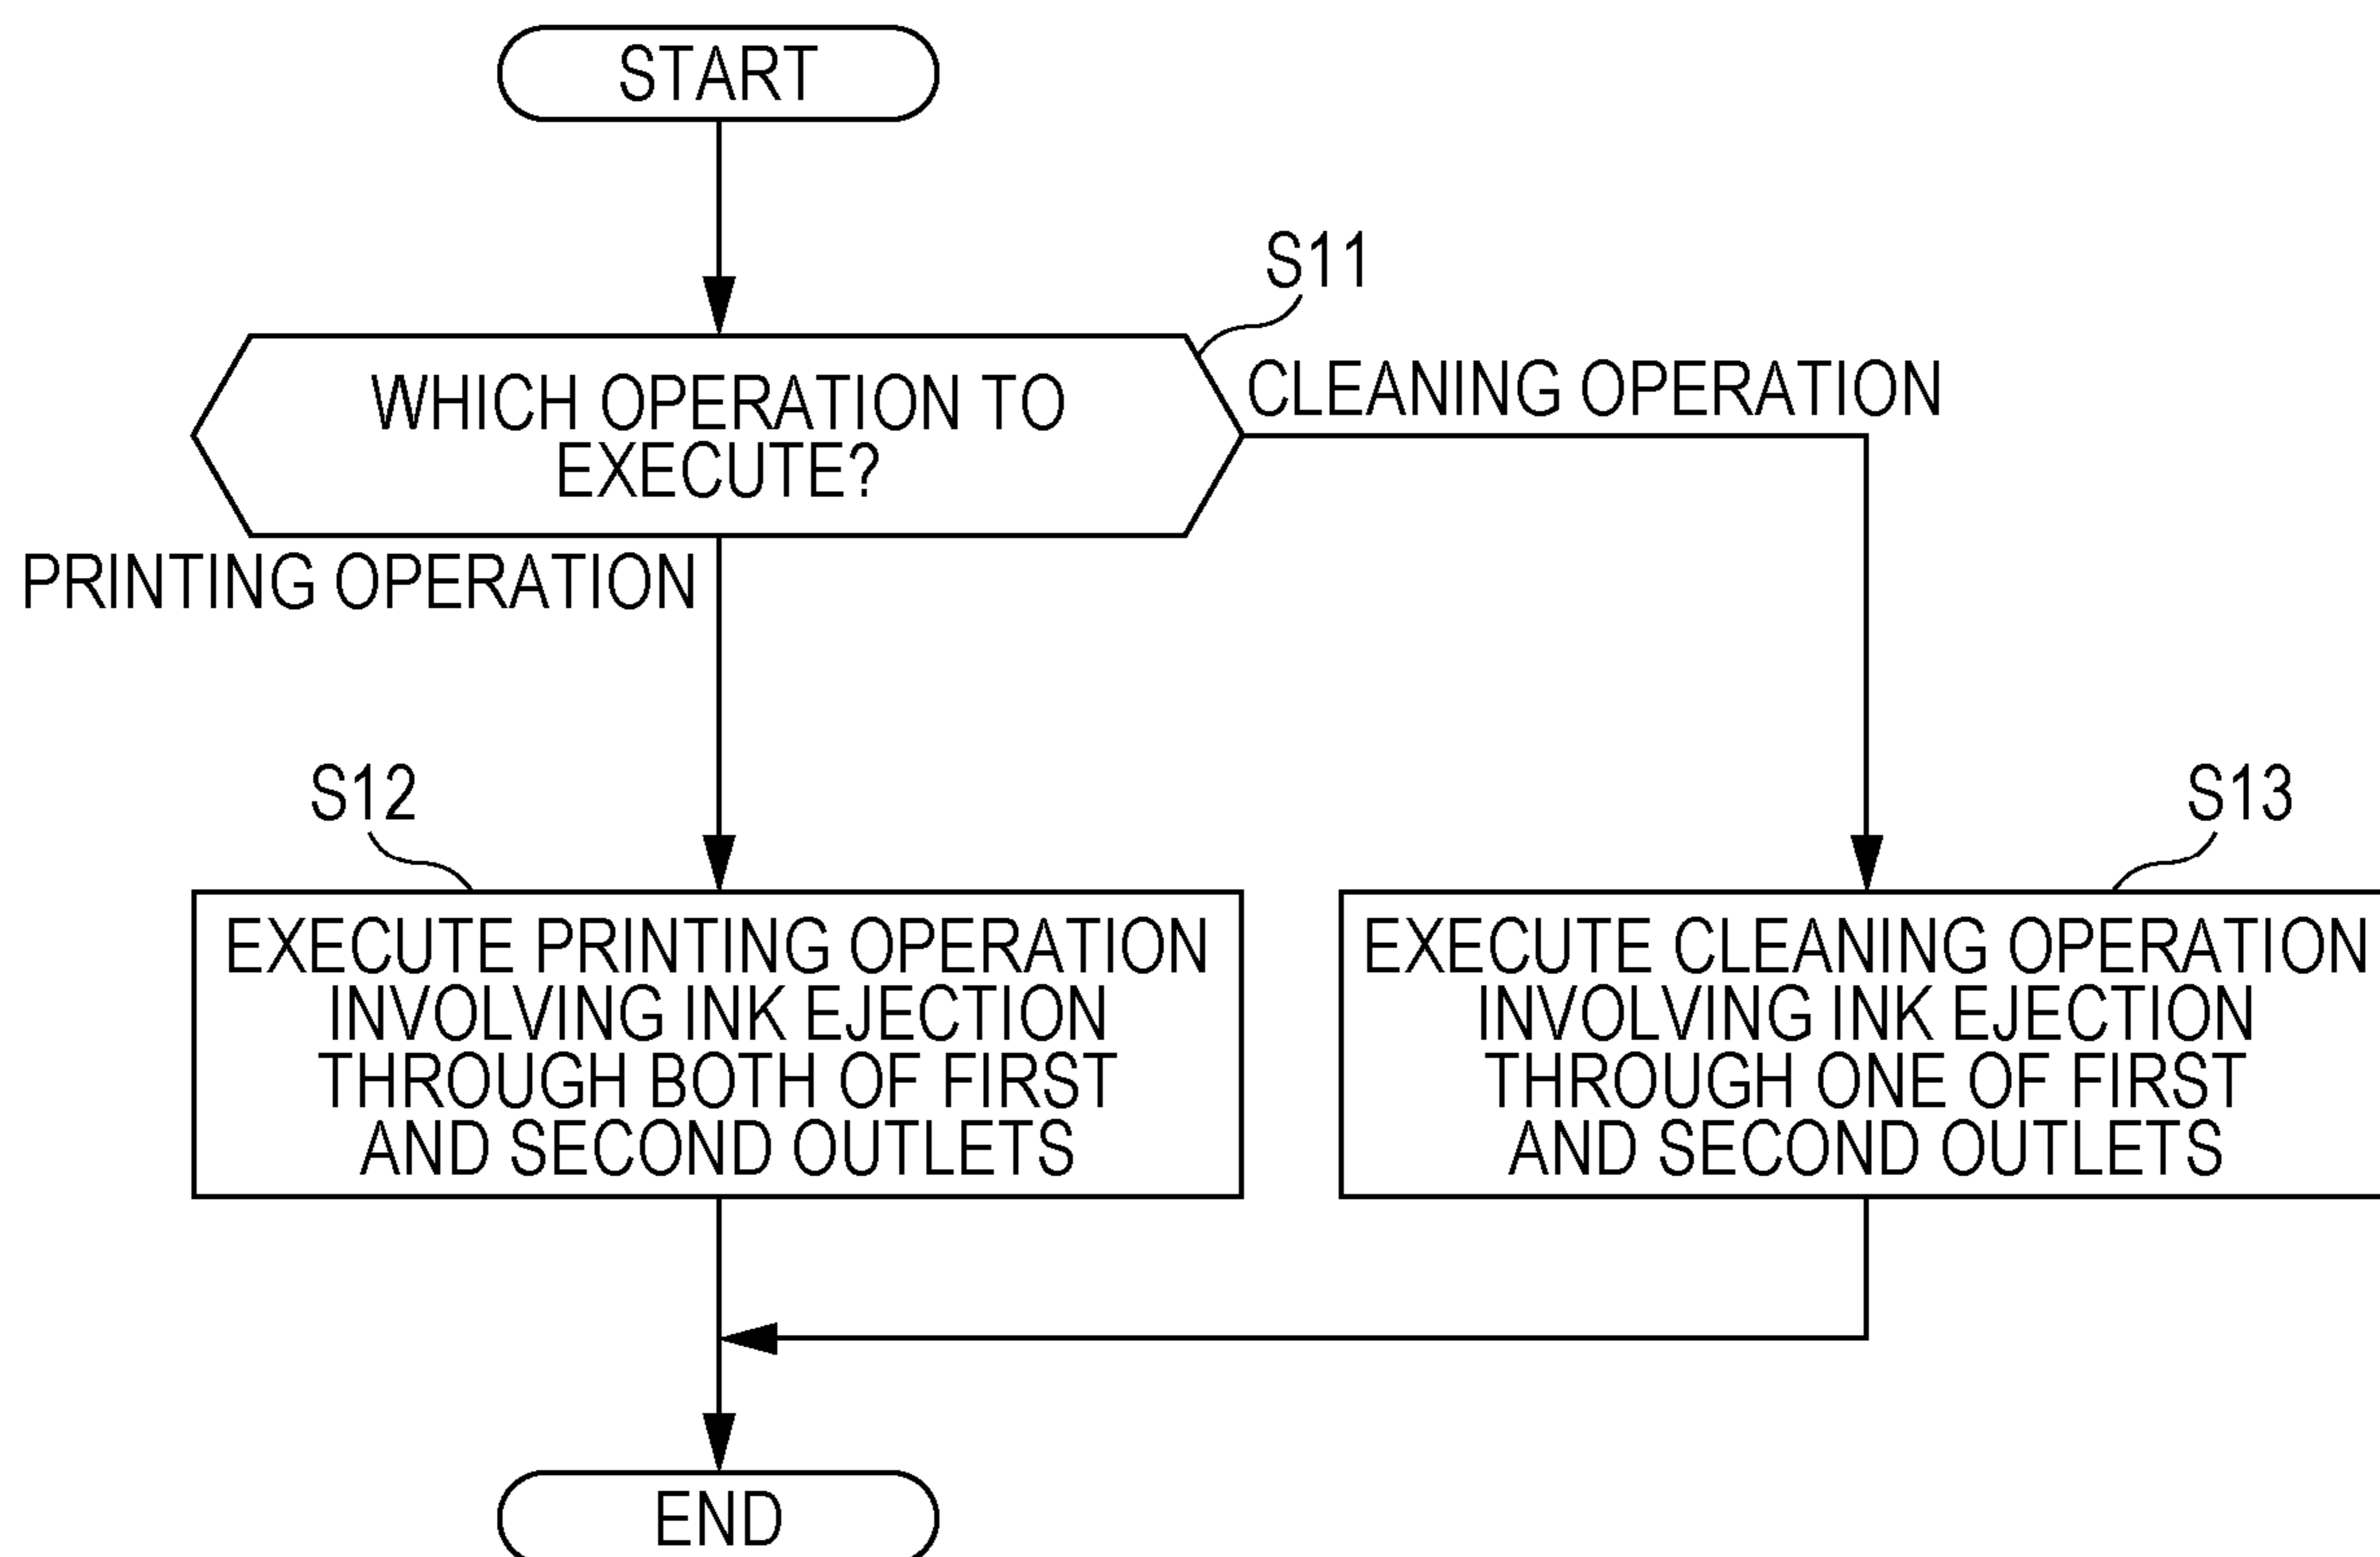 START
S11
WHICH OPERATION TO
EXECUTE?
CLEANING OPERATION
PRINTING OPERATION
S12
EXECUTE PRINTING OPERATION
INVOLVING INK EJECTION
THROUGH BOTH OF FIRST
AND SECOND OUTLETS
S13
EXECUTE CLEANING OPERATION
INVOLVING INK EJECTION
THROUGH ONE OF FIRST
AND SECOND OUTLETS
END